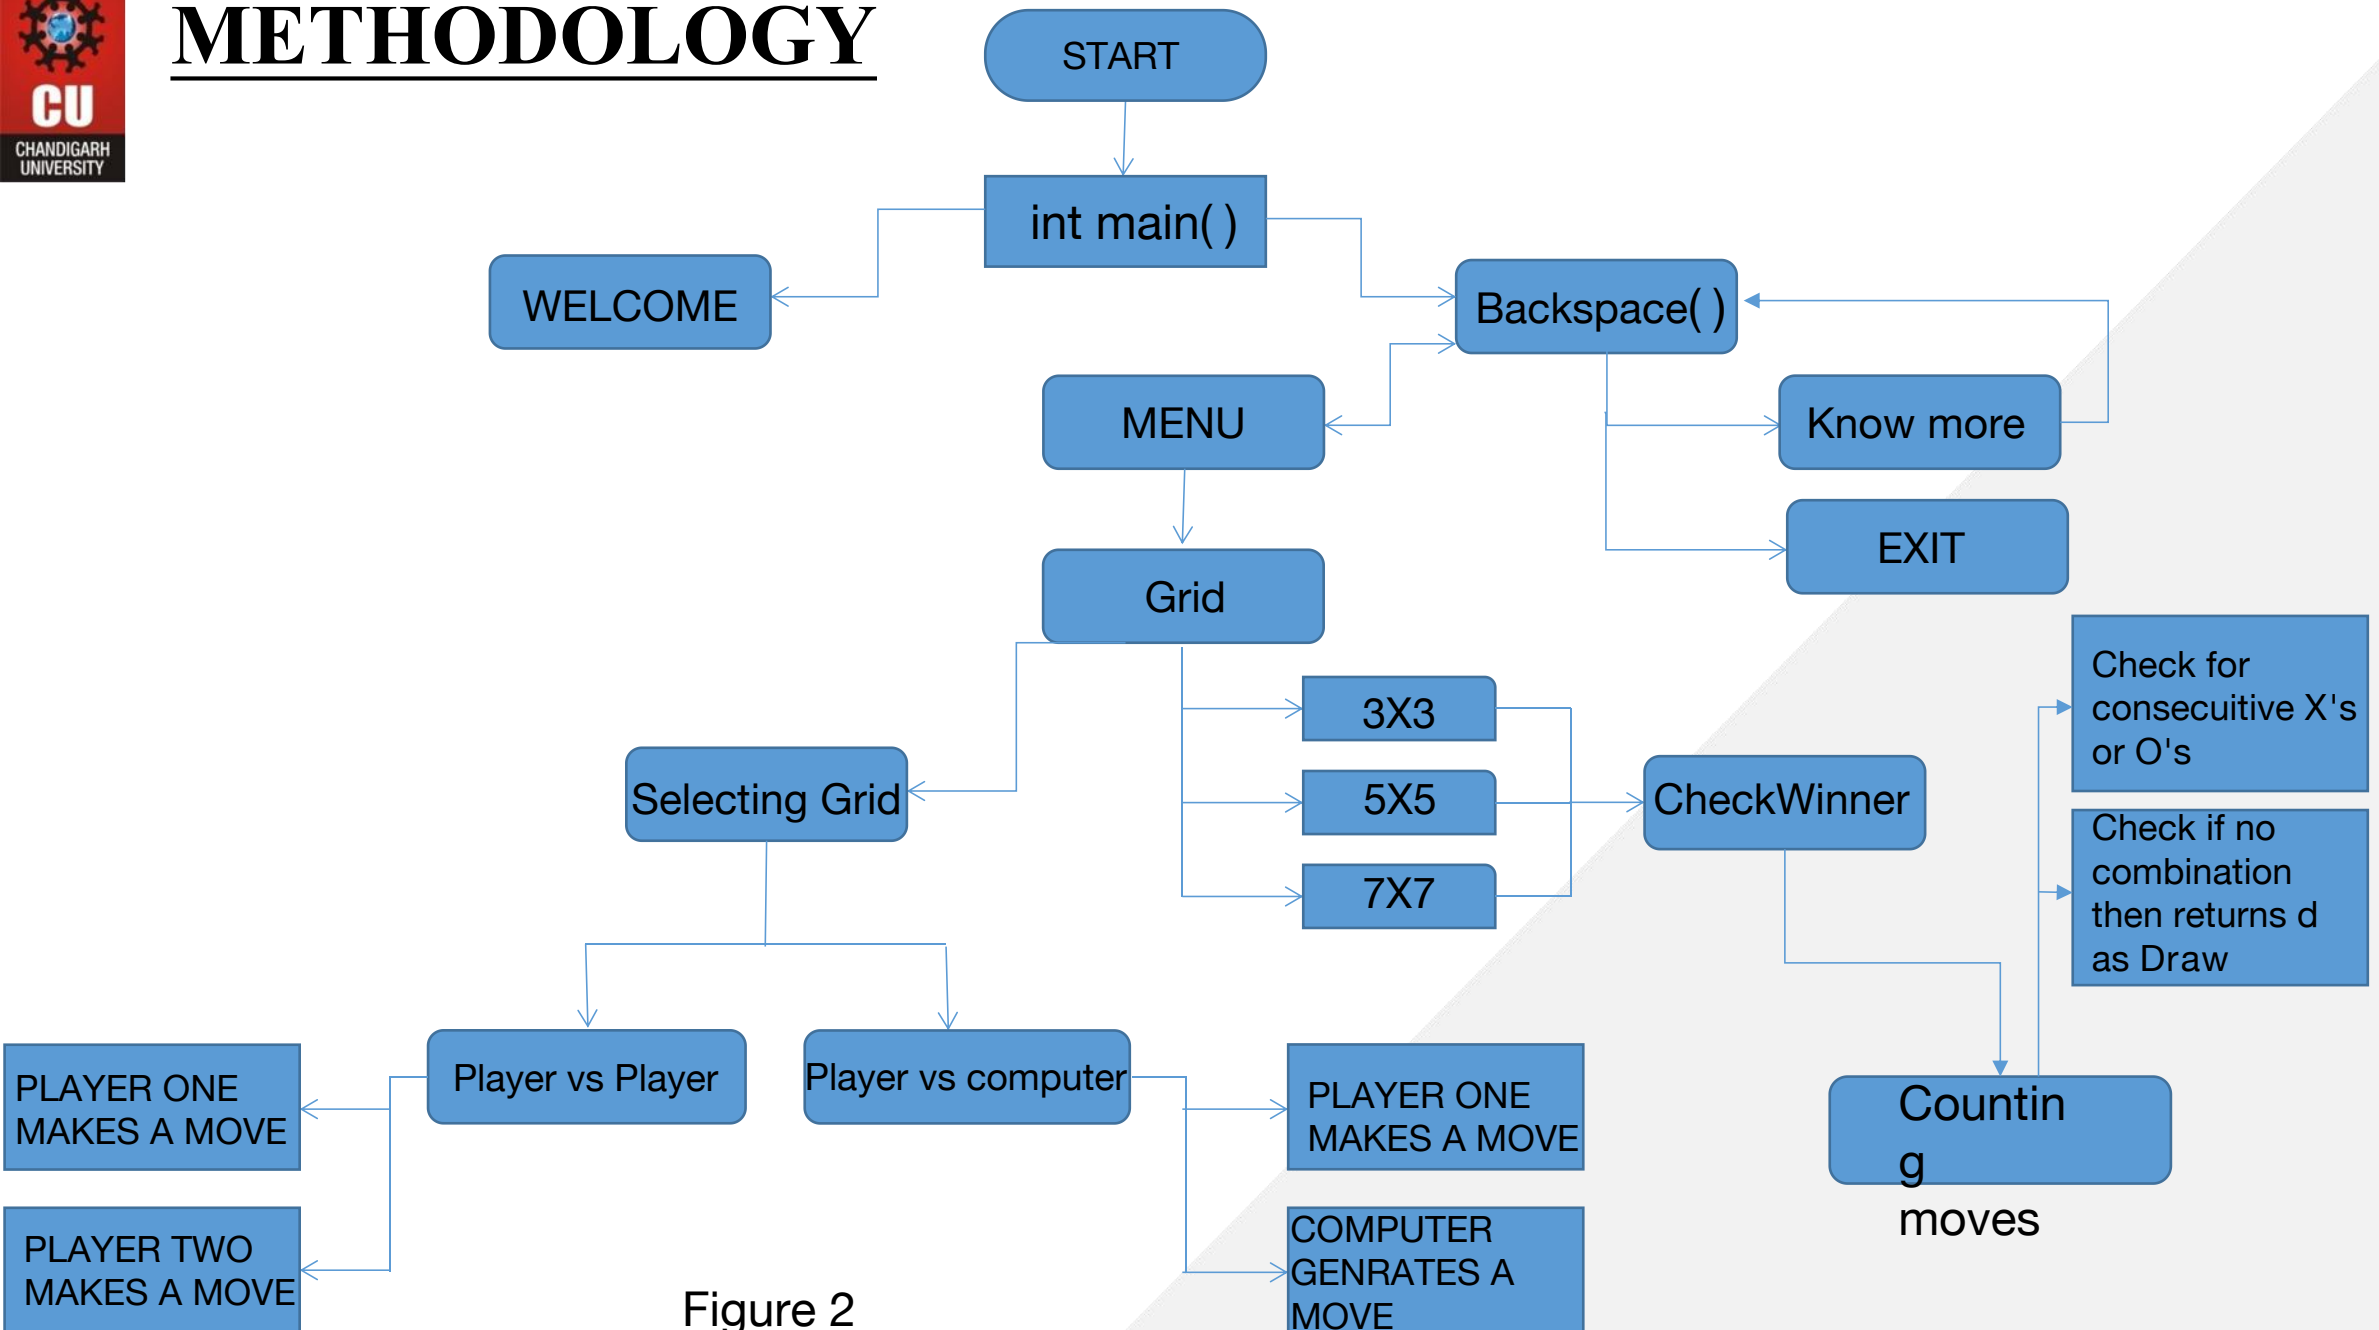 METHODOLOGY
CU
CHANDIGARH
UNIVERSITY
START
int main( )
WELCOME
Backspace( )
MENU
Know more
EXIT
Grid
3X3
5X5
7X7
Selecting Grid
CheckWinner
Check for
consecuitive X's
or O's
Check if no
combination
then returns d
as Draw
Player vs Player
Player vs computer
PLAYER ONE
MAKES A MOVE
PLAYER TWO
MAKES A MOVE
PLAYER ONE
MAKES A MOVE
COMPUTER
GENRATES A
MOVE
Countin
g
moves
Figure 2